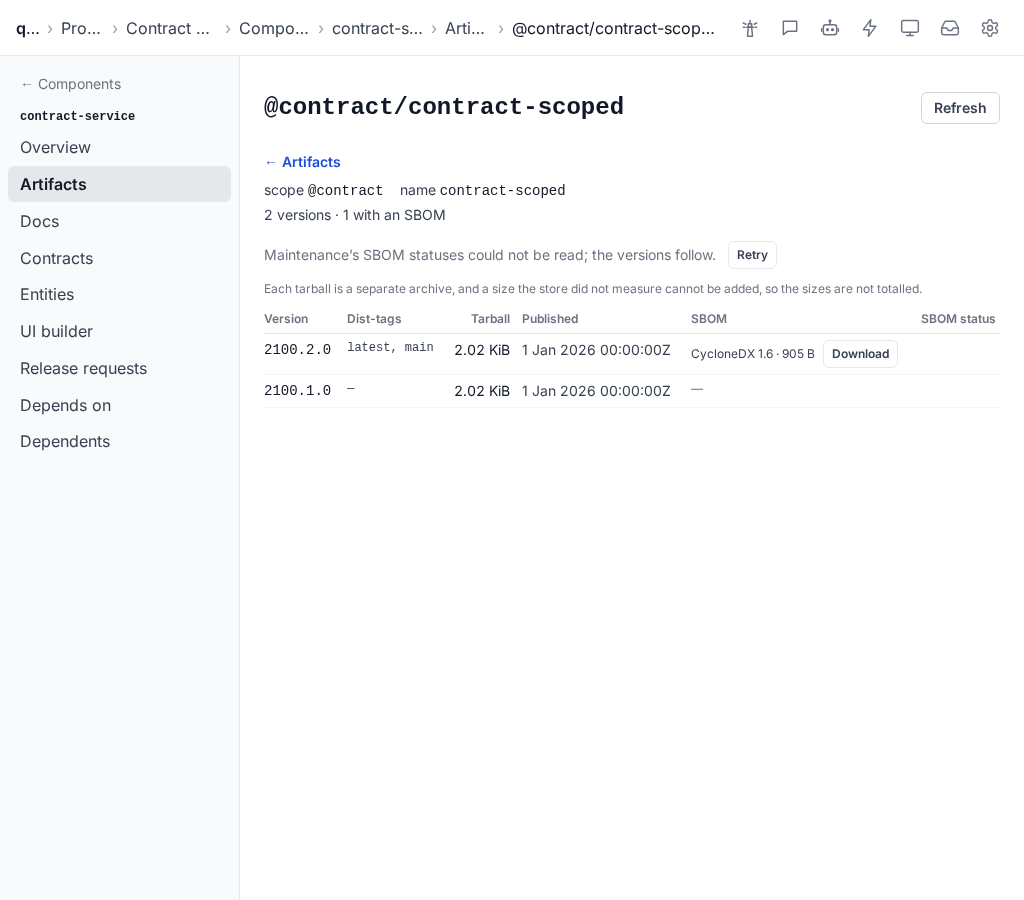 q… › Pro… › Contract … › Compo… › contract-s… › Arti… › @contract/contract-scop…
← Components
contract-service
Overview
Artifacts
Docs
Contracts
Entities
UI builder
Release requests
Depends on
Dependents
@contract/contract-scoped
Refresh
← Artifacts
scope @contract name contract-scoped
2 versions · 1 with an SBOM
Maintenance’s SBOM statuses could not be read; the versions follow. Retry
Each tarball is a separate archive, and a size the store did not measure cannot be added, so the sizes are not totalled.
Version Dist-tags Tarball Published SBOM SBOM status
2100.2.0 latest, main 2.02 KiB 1 Jan 2026 00:00:00Z CycloneDX 1.6 · 905 B Download
2100.1.0 — 2.02 KiB 1 Jan 2026 00:00:00Z —